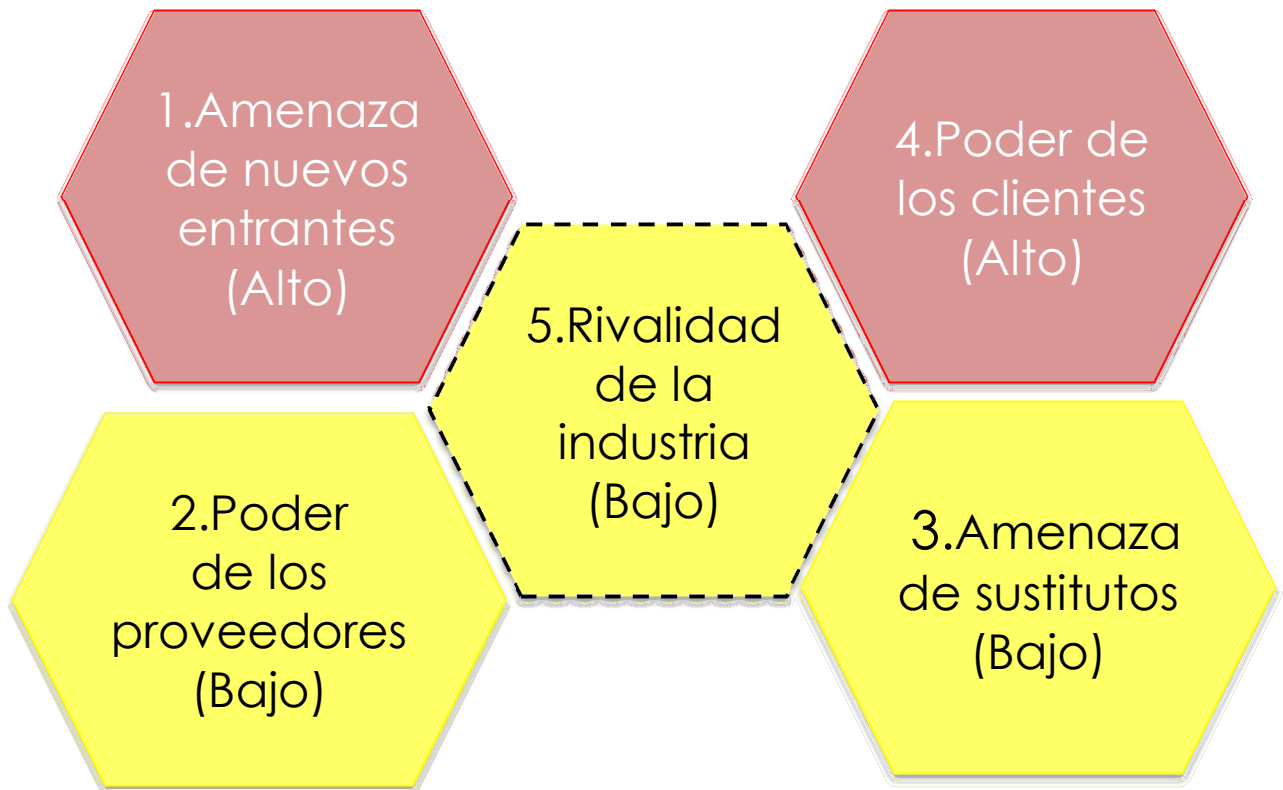 1.Amenaza
de nuevos
entrantes
(Alto)
4.Poder de
los clientes
(Alto)
5.Rivalidad
de la
industria
(Bajo)
2.Poder
de los
proveedores
(Bajo)
3.Amenaza
de sustitutos
(Bajo)